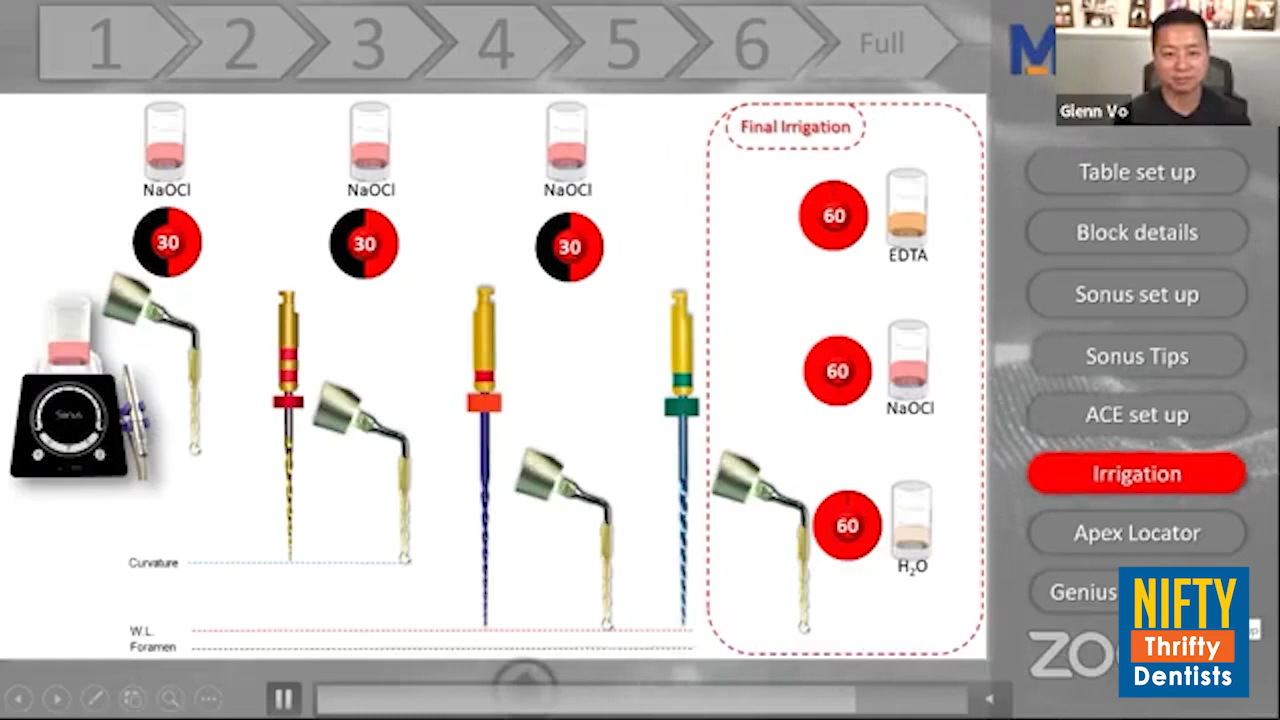 1 2 3 4 5 6 Full
M
Glenn Vo
NaOCl NaOCl NaOCl
30 30 30
Final Irrigation
60
EDTA
60
NaOCl
60
H₂O
Sonus
Curvature
W.L.
Foramen
Table set up
Block details
Sonus set up
Sonus Tips
ACE set up
Irrigation
Apex Locator
Genius
NIFTY
Thrifty
Dentists